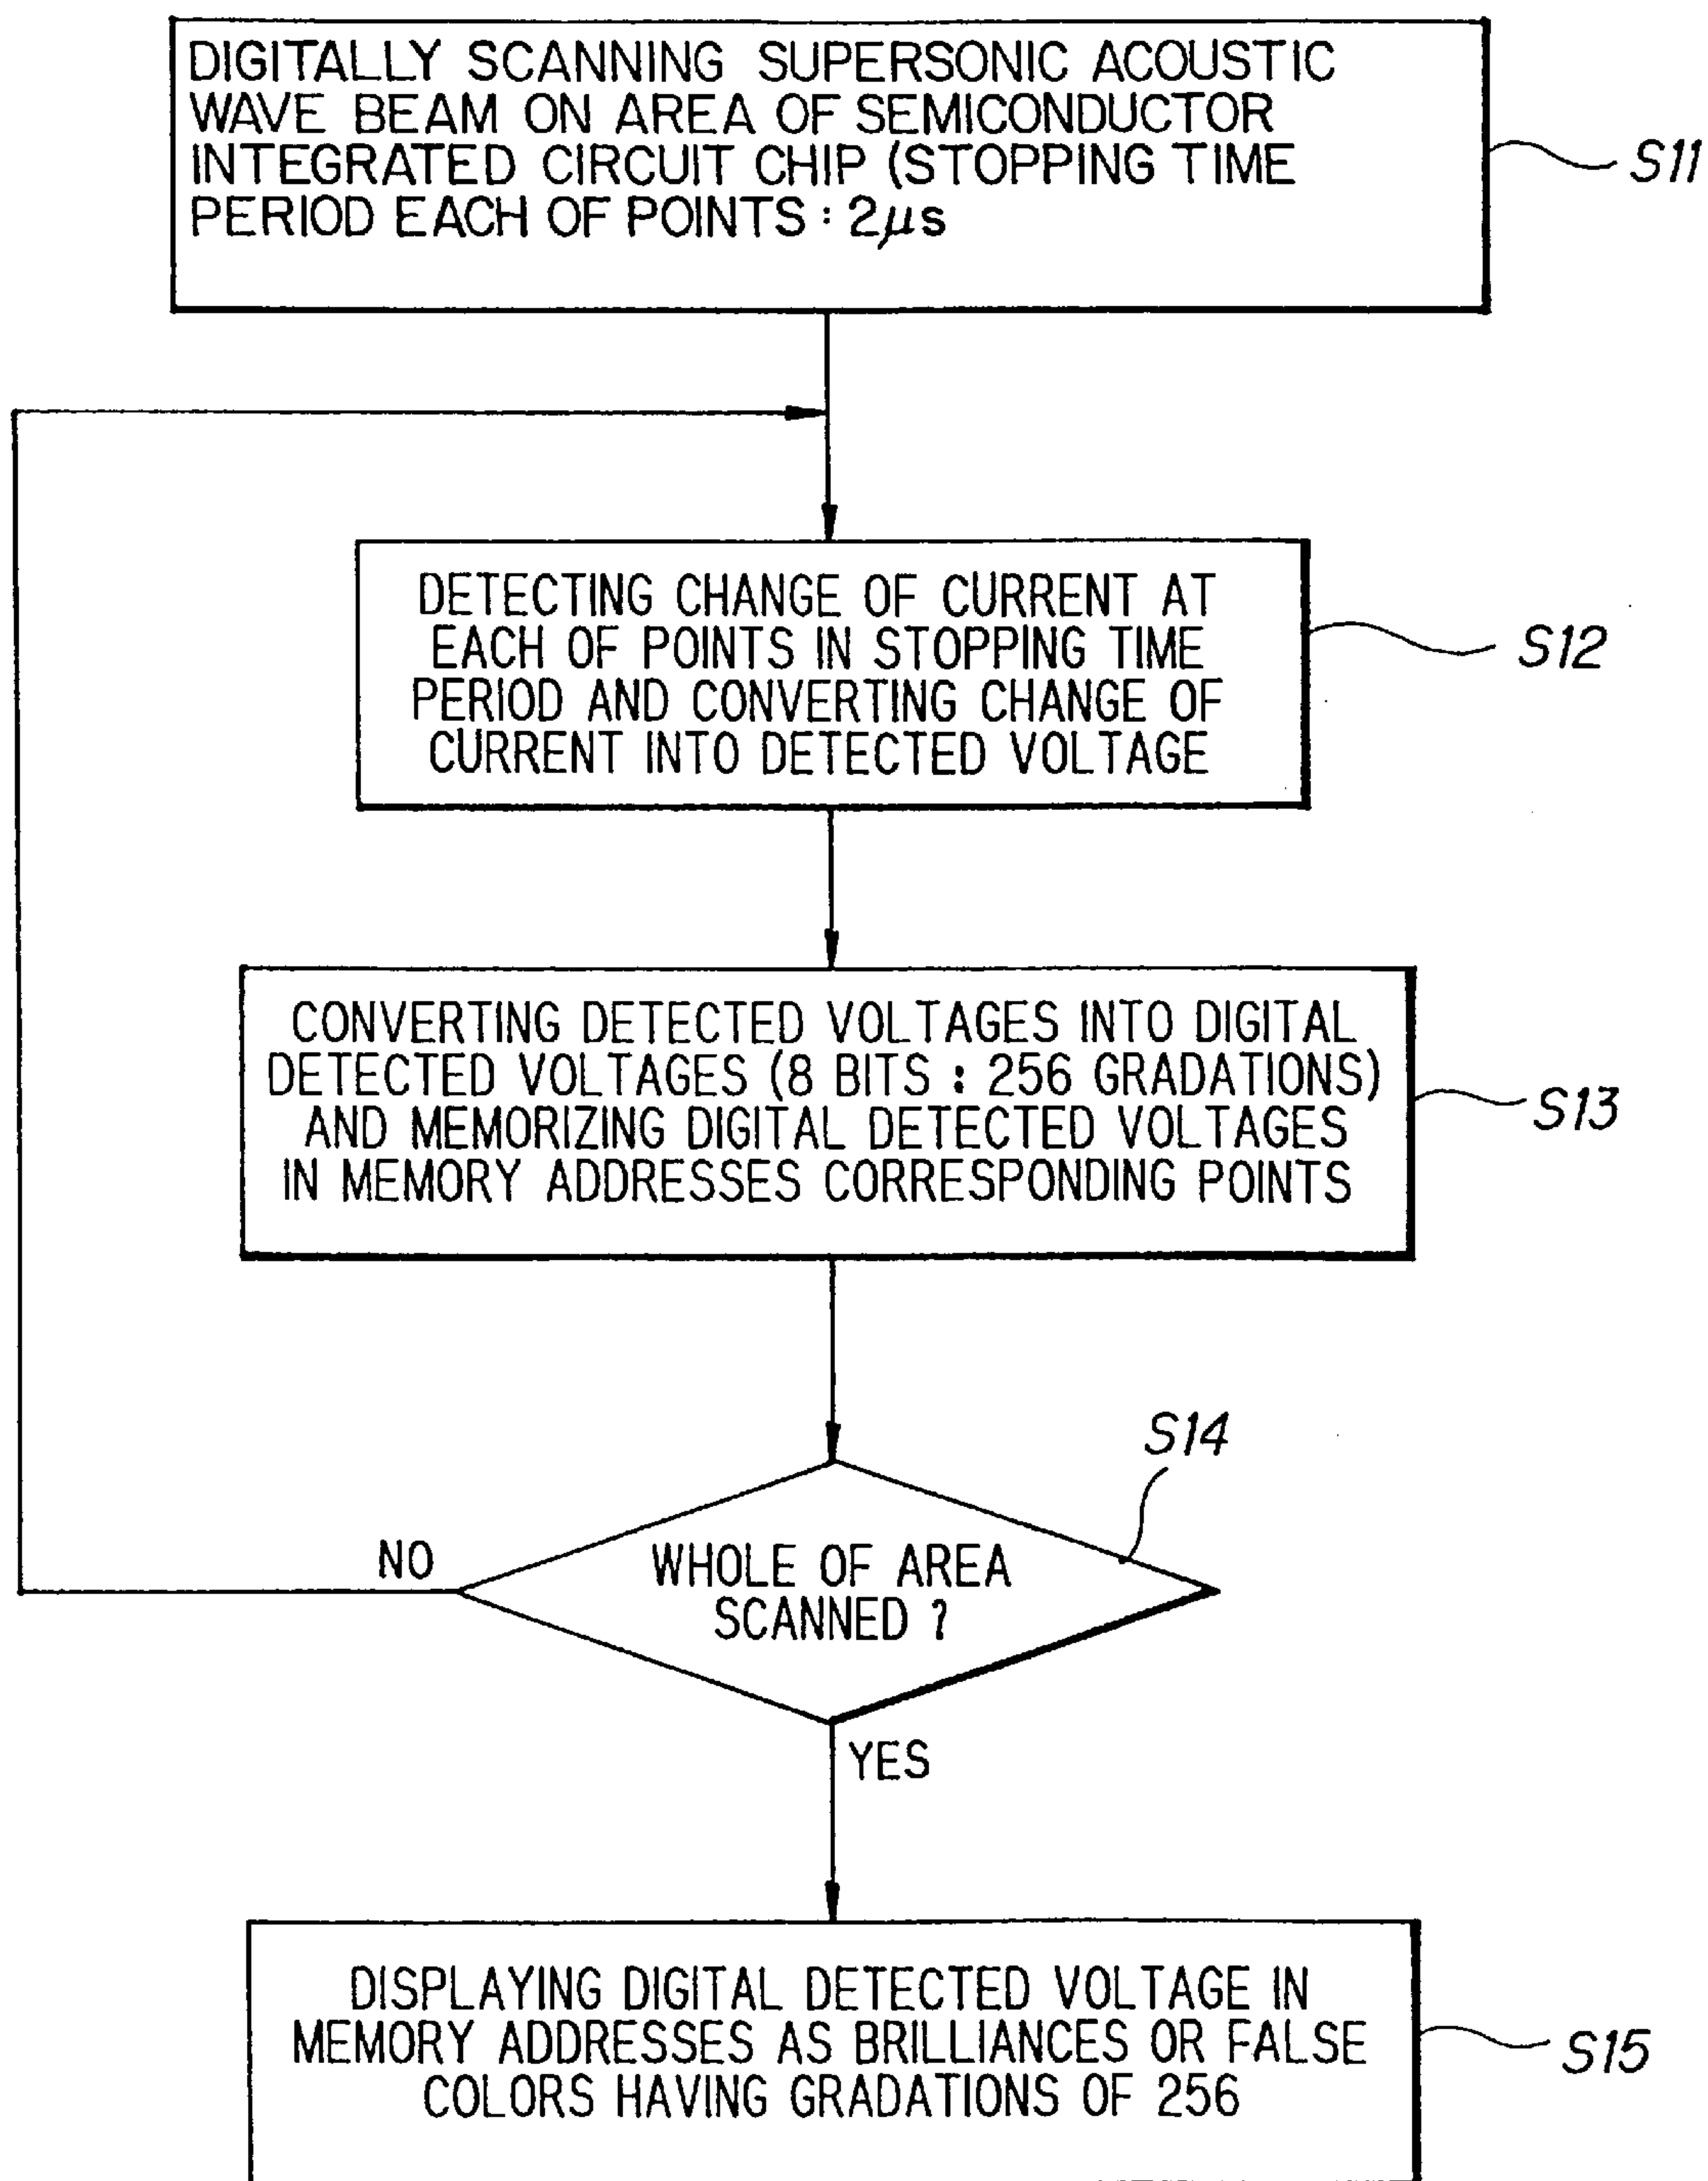 DIGITALLY SCANNING SUPERSONIC ACOUSTIC
WAVE BEAM ON AREA OF SEMICONDUCTOR
INTEGRATED CIRCUIT CHIP (STOPPING TIME
PERIOD EACH OF POINTS : 2μs
S11
DETECTING CHANGE OF CURRENT AT
EACH OF POINTS IN STOPPING TIME
PERIOD AND CONVERTING CHANGE OF
CURRENT INTO DETECTED VOLTAGE
S12
CONVERTING DETECTED VOLTAGES INTO DIGITAL
DETECTED VOLTAGES (8 BITS : 256 GRADATIONS)
AND MEMORIZING DIGITAL DETECTED VOLTAGES
IN MEMORY ADDRESSES CORRESPONDING POINTS
S13
S14
NO
WHOLE OF AREA
SCANNED ?
YES
DISPLAYING DIGITAL DETECTED VOLTAGE IN
MEMORY ADDRESSES AS BRILLIANCES OR FALSE
COLORS HAVING GRADATIONS OF 256
S15